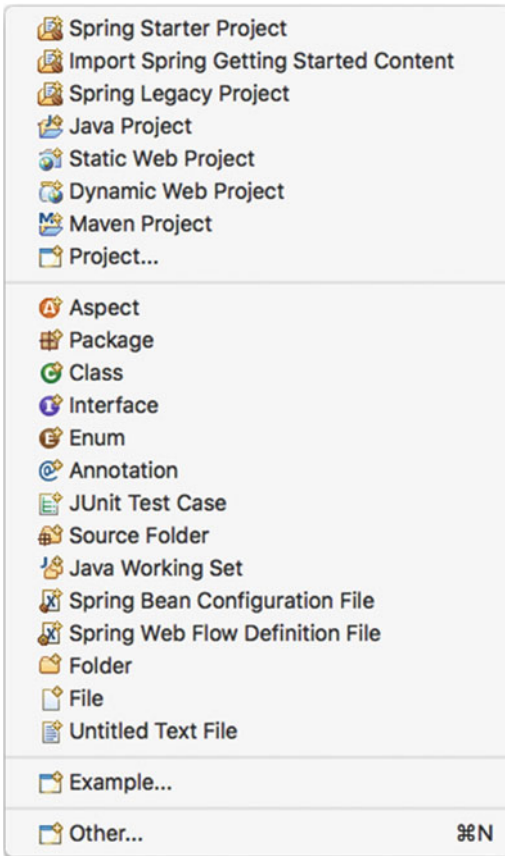 Spring Starter Project
Import Spring Getting Started Content
Spring Legacy Project
Java Project
Static Web Project
Dynamic Web Project
Maven Project
Project...
Aspect
Package
Class
Interface
Enum
Annotation
JUnit Test Case
Source Folder
Java Working Set
Spring Bean Configuration File
Spring Web Flow Definition File
Folder
File
Untitled Text File
Example...
Other... ⌘N